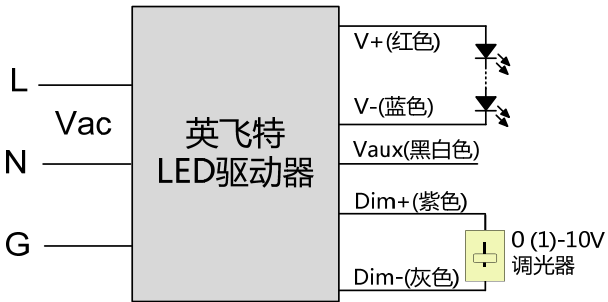 V+(红色)
L
Vac
V-(蓝色)
英飞特
LED驱动器
Vaux(黑白色)
N
Dim+(紫色)
G
0 (1)-10V
调光器
Dim-(灰色)